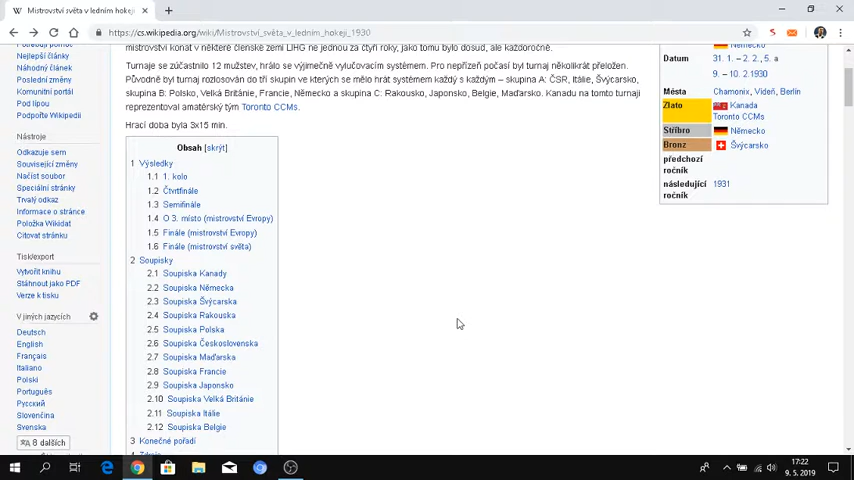 Mistrovství světa v ledním hokeji
https://cs.wikipedia.org/wiki/Mistrovství_světa_v_ledním_hokeji_1930
Potřebuji pomoc
Nejlepší články
Náhodný článek
Poslední změny
Komunitní portál
Pod lípou
Podpořte Wikipedii
Nástroje
Odkazuje sem
Související změny
Načíst soubor
Speciální stránky
Trvalý odkaz
Informace o stránce
Položka Wikidat
Citovat stránku
Tisk/export
Vytvořit knihu
Stáhnout jako PDF
Verze k tisku
V jiných jazycích
Deutsch
English
Français
Italiano
Polski
Português
Русский
Slovenčina
Svenska
8 dalších
mistrovství konat v některé členské zemi LIHG ne jednou za čtyři roky, jako tomu bylo dosud, ale každoročně.
Turnaje se zúčastnilo 12 mužstev, hrálo se výjimečně vylučovacím systémem. Pro nepřízeň počasí byl turnaj několikrát přeložen.
Původně byl turnaj rozlosován do tří skupin ve kterých se mělo hrát systémem každý s každým – skupina A: ČSR, Itálie, Švýcarsko,
skupina B: Polsko, Velká Británie, Francie, Německo a skupina C: Rakousko, Japonsko, Belgie, Maďarsko. Kanadu na tomto turnaji
reprezentoval amatérský tým Toronto CCMs.
Hrací doba byla 3x15 min.
Obsah [skrýt]
1 Výsledky
1.1 1. kolo
1.2 Čtvrtfinále
1.3 Semifinále
1.4 O 3. místo (mistrovství Evropy)
1.5 Finále (mistrovství Evropy)
1.6 Finále (mistrovství světa)
2 Soupisky
2.1 Soupiska Kanady
2.2 Soupiska Německa
2.3 Soupiska Švýcarska
2.4 Soupiska Rakouska
2.5 Soupiska Polska
2.6 Soupiska Československa
2.7 Soupiska Maďarska
2.8 Soupiska Francie
2.9 Soupiska Japonsko
2.10 Soupiska Velké Británie
2.11 Soupiska Itálie
2.12 Soupiska Belgie
3 Konečné pořadí
Německo
Datum 31. 1. – 2. 2., 5. a
9. – 10. 2.1930
Města Chamonix, Vídeň, Berlín
Zlato Kanada
Toronto CCMs
Stříbro Německo
Bronz Švýcarsko
předchozí
ročník
následující 1931
ročník
17:22
9. 5. 2019